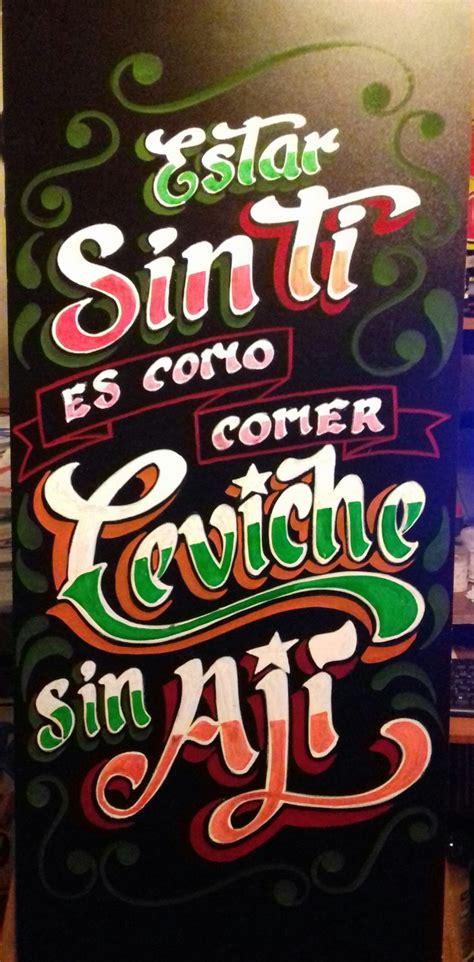 Estar
Sin Ti
ES COMO
COMER
Ceviche
Sin Ají